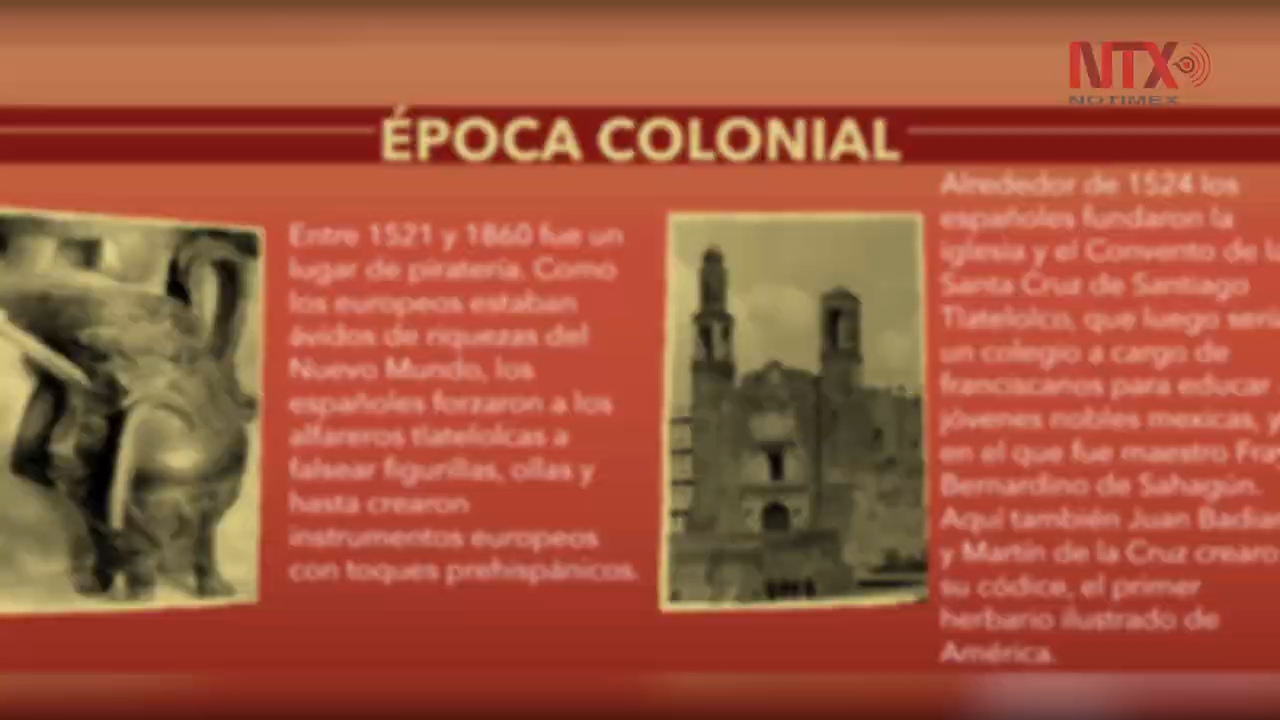 NTX
NOTIMEX
ÉPOCA COLONIAL
Entre 1521 y 1860 fue un
lugar de piratería. Como
los europeos estaban
ávidos de riquezas del
Nuevo Mundo, los
españoles forzaron a los
alfareros tlatelolcas a
falsear figurillas, ollas y
hasta crearon
instrumentos europeos
con toques prehispánicos.
Alrededor de 1524 los
españoles fundaron la
iglesia y el Convento de la
Santa Cruz de Santiago
Tlatelolco, que luego serí
un colegio a cargo de
franciscanos para educar
jóvenes nobles mexicas, y
en el que fue maestro Fray
Bernardino de Sahagún.
Aquí también Juan Badian
y Martín de la Cruz crearo
su códice, el primer
herbario ilustrado de
América.